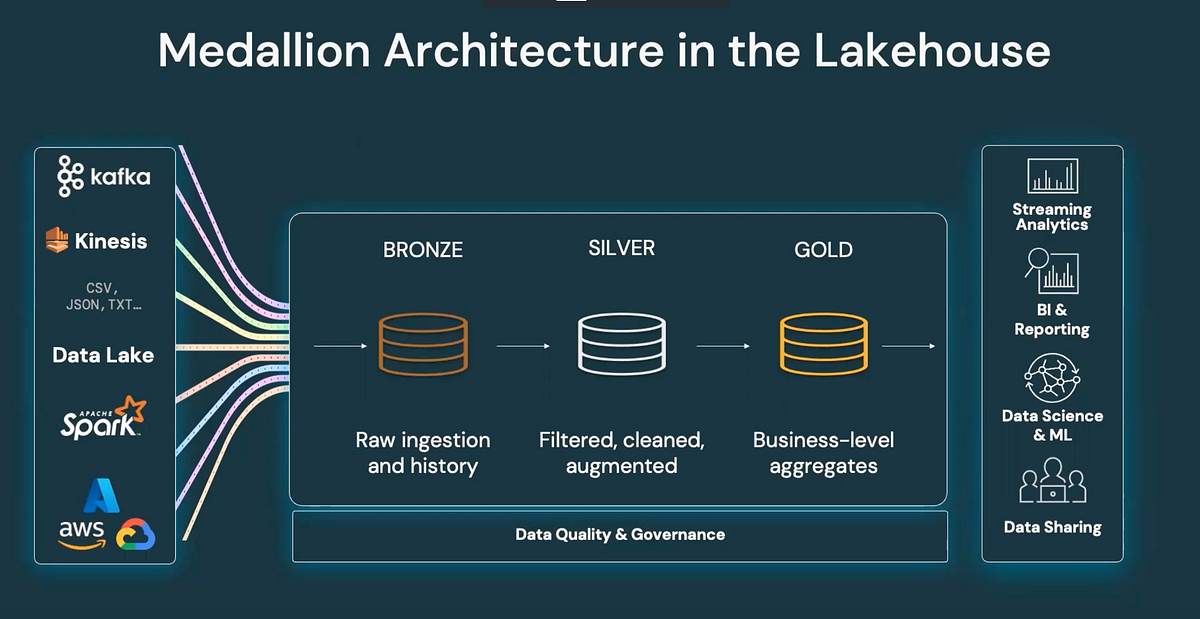 Medallion Architecture in the Lakehouse
kafka
Kinesis
CSV,
JSON,TXT…
Data Lake
APACHE
Spark™
aws
BRONZE
SILVER
GOLD
Raw ingestion
and history
Filtered, cleaned,
augmented
Business-level
aggregates
Data Quality & Governance
Streaming
Analytics
BI &
Reporting
Data Science
& ML
Data Sharing